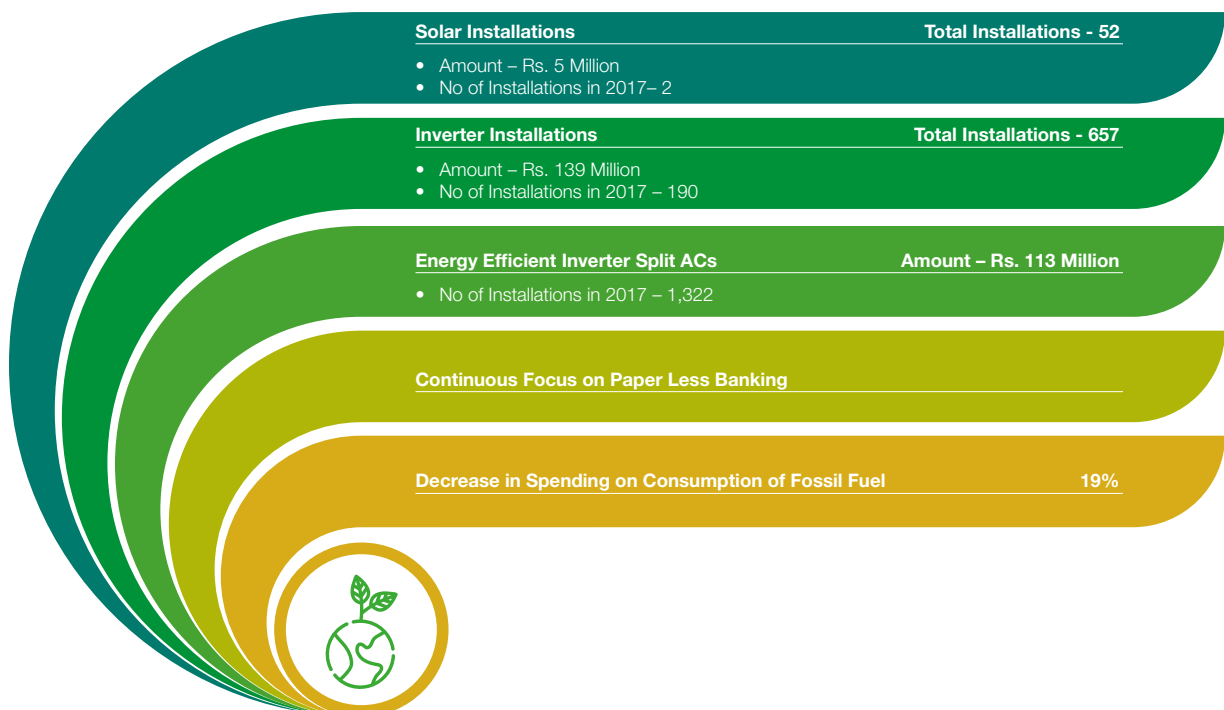 Solar Installations Total Installations - 52
• Amount – Rs. 5 Million
• No of Installations in 2017– 2
Inverter Installations Total Installations - 657
• Amount – Rs. 139 Million
• No of Installations in 2017 – 190
Energy Efficient Inverter Split ACs Amount – Rs. 113 Million
• No of Installations in 2017 – 1,322
Continuous Focus on Paper Less Banking
Decrease in Spending on Consumption of Fossil Fuel 19%